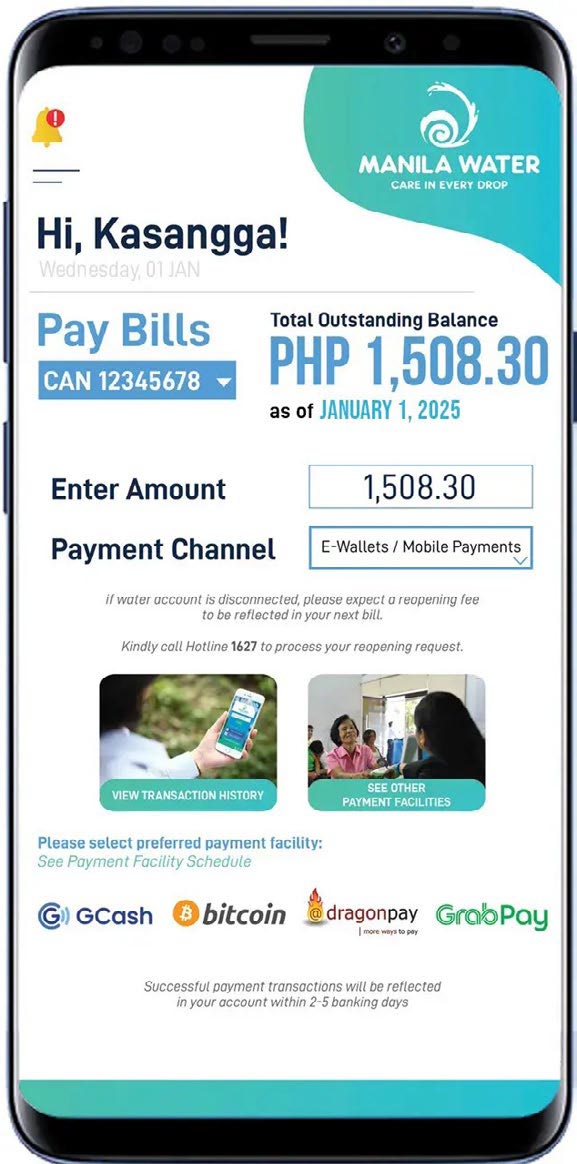 MANILA WATER
CARE IN EVERY DROP
Hi, Kasangga!
Wednesday, 01 JAN
Pay Bills
CAN 12345678
Total Outstanding Balance
PHP 1,508.30
as of JANUARY 1, 2025
Enter Amount
1,508.30
Payment Channel
E-Wallets / Mobile Payments
if water account is disconnected, please expect a reopening fee
to be reflected in your next bill.
Kindly call Hotline 1627 to process your reopening request.
VIEW TRANSACTION HISTORY
SEE OTHER
PAYMENT FACILITIES
Please select preferred payment facility:
See Payment Facility Schedule
GCash
bitcoin
@dragonpay
more ways to pay
GrabPay
Successful payment transactions will be reflected
in your account within 2-5 banking days